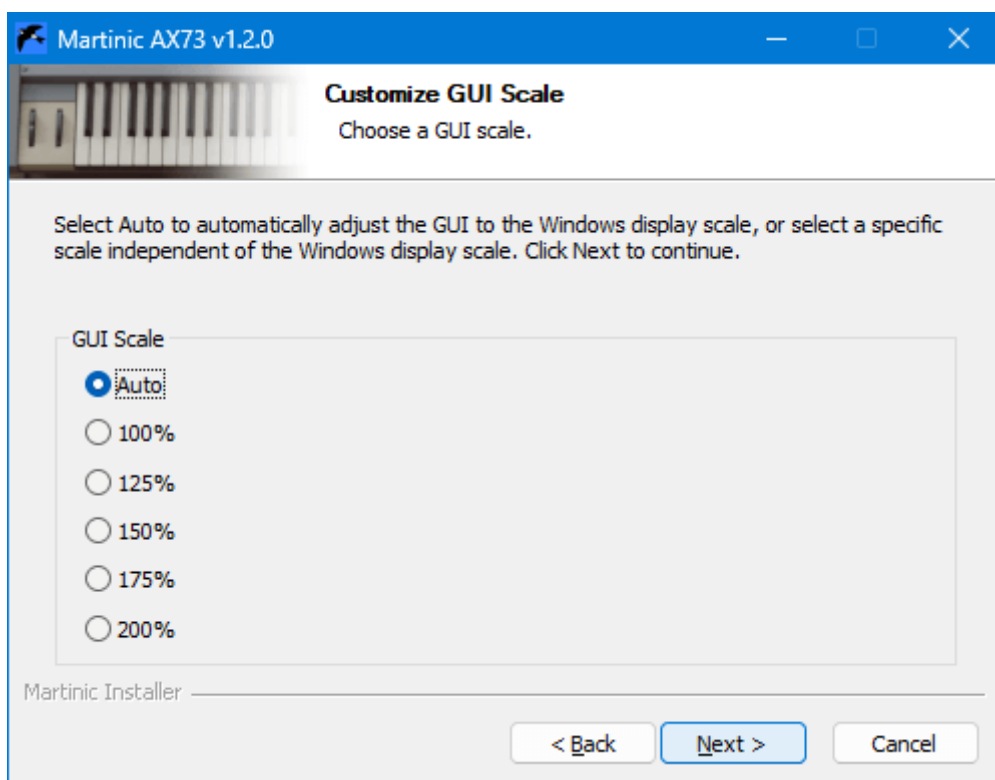 Martinic AX73 v1.2.0
Customize GUI Scale
Choose a GUI scale.
Select Auto to automatically adjust the GUI to the Windows display scale, or select a specific
scale independent of the Windows display scale. Click Next to continue.
GUI Scale
Auto
100%
125%
150%
175%
200%
Martinic Installer
< Back
Next >
Cancel